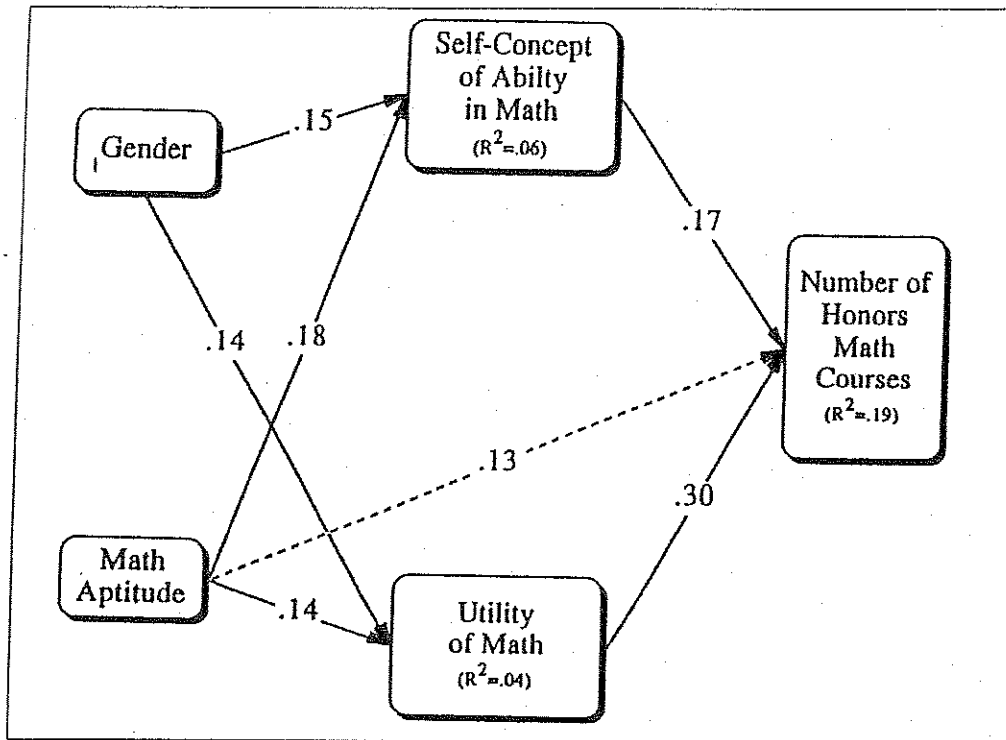 Self-Concept
of Abilty
in Math
(R²=.06)
Gender
.15
.17
Number of
Honors
Math
Courses
(R²=.19)
.14
.18
.13
.30
Math
Aptitude
.14
Utility
of Math
(R²=.04)